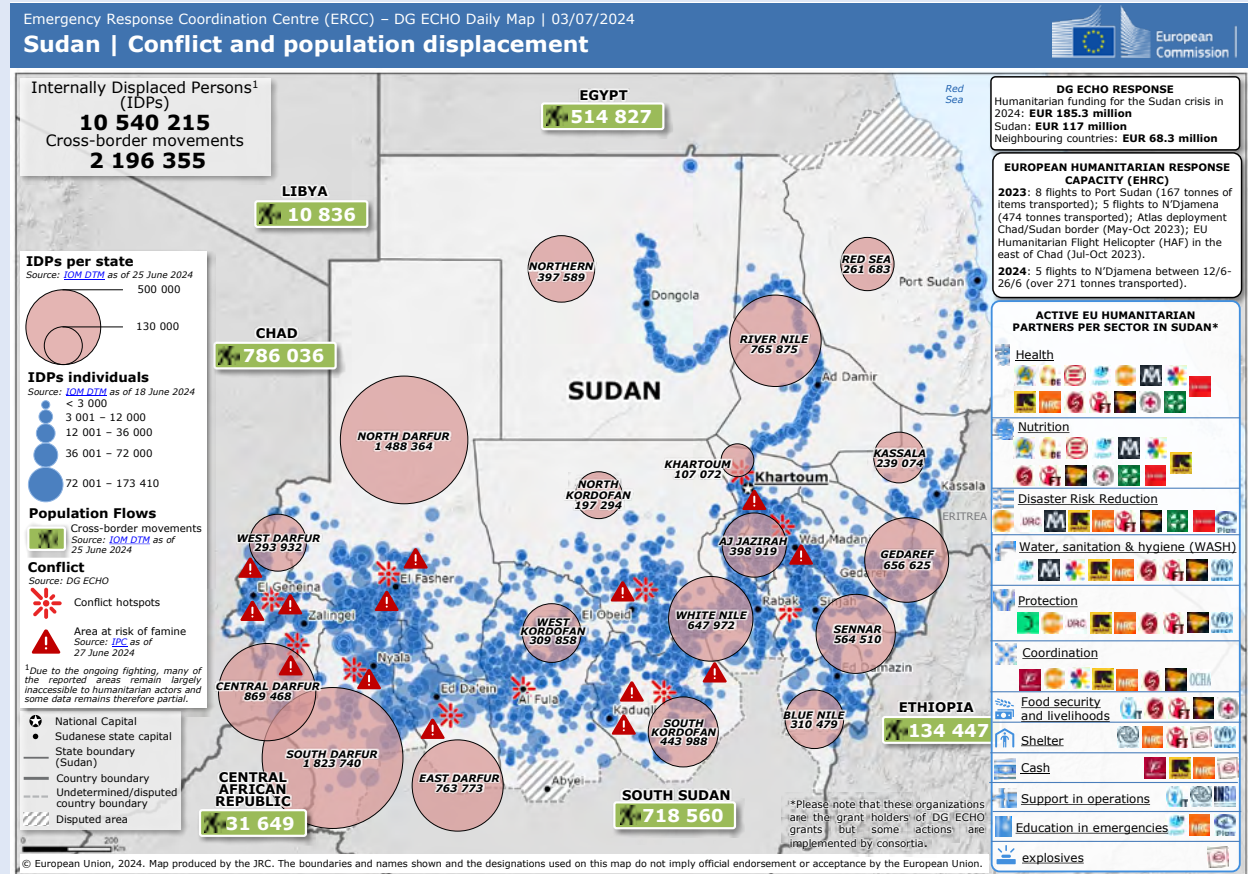 Emergency Response Coordination Centre (ERCC) – DG ECHO Daily Map | 03/07/2024
Sudan | Conflict and population displacement
European
Commission
Internally Displaced Persons¹
(IDPs)
10 540 215
Cross-border movements
2 196 355
EGYPT
514 827
Red
Sea
LIBYA
10 836
CHAD
786 036
IDPs per state
Source: IOM DTM as of 25 June 2024
500 000
130 000
IDPs individuals
Source: IOM DTM as of 18 June 2024
< 3 000
3 001 – 12 000
12 001 – 36 000
36 001 – 72 000
72 001 – 173 410
Population Flows
Cross-border movements
Source: IOM DTM as of
25 June 2024
Conflict
Source: DG ECHO
Conflict hotspots
Area at risk of famine
Source: IPC as of
27 June 2024
¹Due to the ongoing fighting, many of
the reported areas remain largely
inaccessible to humanitarian actors and
some data remains therefore partial.
National Capital
Sudanese state capital
State boundary
(Sudan)
Country boundary
Undetermined/disputed
country boundary
Disputed area
0 200
Km
NORTHERN
397 589
RED SEA
261 683
Port Sudan
Dongola
RIVER NILE
765 875
SUDAN
Ad Damir
NORTH DARFUR
1 488 364
KHARTOUM
107 072
Khartoum
KASSALA
239 074
Kassala
NORTH
KORDOFAN
197 294
ERITREA
WEST DARFUR
293 932
AJ JAZIRAH
398 919
Wad Madani
GEDAREF
656 625
Gedaref
El Geneina
El Fasher
Zalingei
El Obeid
WHITE NILE
647 972
Rabak
Sinjah
WEST
KORDOFAN
309 858
SENNAR
564 510
Nyala
Ed Damazin
CENTRAL DARFUR
869 468
Ed Da'ein
Al Fula
Kadugli
BLUE NILE
310 479
SOUTH
KORDOFAN
443 988
ETHIOPIA
134 447
SOUTH DARFUR
1 823 740
EAST DARFUR
763 773
Abyei
CENTRAL
AFRICAN
REPUBLIC
31 649
SOUTH SUDAN
718 560
*Please note that these organizations
are the grant holders of DG ECHO
grants but some actions are
implemented by consortia.
DG ECHO RESPONSE
Humanitarian funding for the Sudan crisis in
2024: EUR 185.3 million
Sudan: EUR 117 million
Neighbouring countries: EUR 68.3 million
EUROPEAN HUMANITARIAN RESPONSE
CAPACITY (EHRC)
2023: 8 flights to Port Sudan (167 tonnes of
items transported); 5 flights to N’Djamena
(474 tonnes transported); Atlas deployment
Chad/Sudan border (May-Oct 2023); EU
Humanitarian Flight Helicopter (HAF) in the
east of Chad (Jul-Oct 2023).
2024: 5 flights to N’Djamena between 12/6-
26/6 (over 271 tonnes transported).
ACTIVE EU HUMANITARIAN
PARTNERS PER SECTOR IN SUDAN*
Health
NRC
Nutrition
Disaster Risk Reduction
DRC NRC Plan
Water, sanitation & hygiene (WASH)
NRC
Protection
DRC NRC
Coordination
NRC OCHA
Food security
and livelihoods
Shelter
NRC
Cash
NRC
Support in operations
INSO
Education in emergencies
NRC Plan
explosives
© European Union, 2024. Map produced by the JRC. The boundaries and names shown and the designations used on this map do not imply official endorsement or acceptance by the European Union.